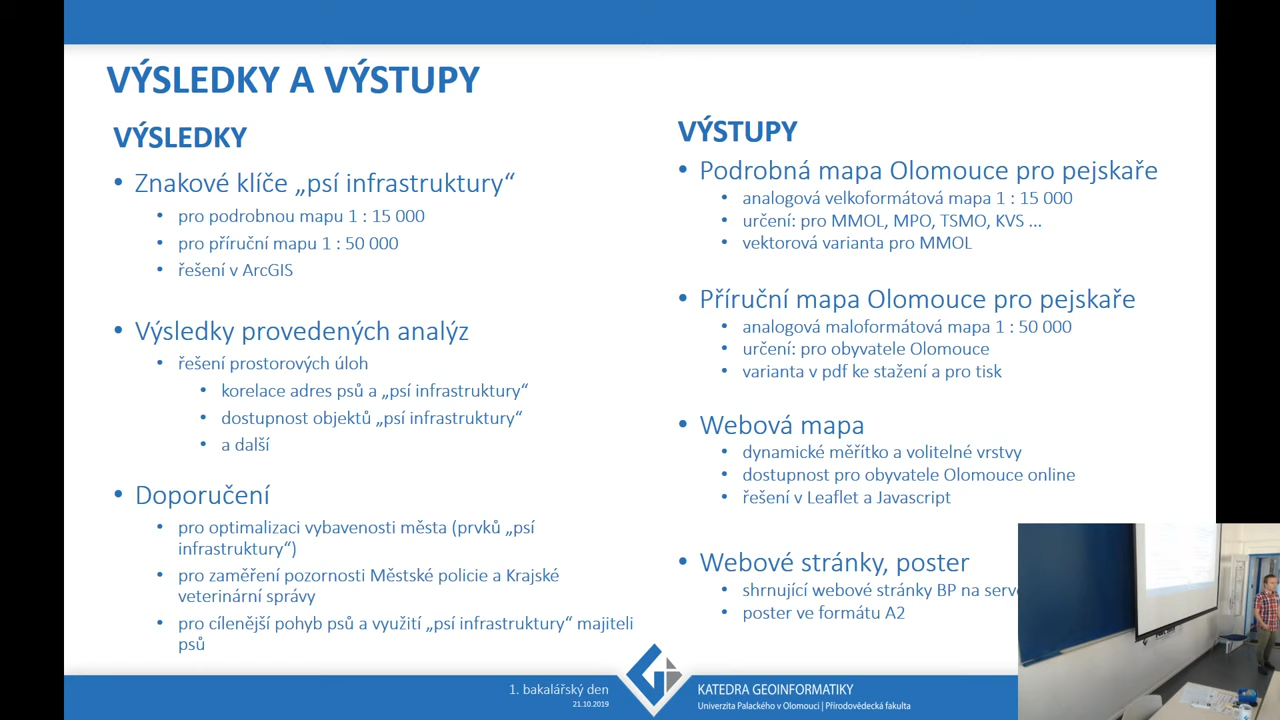 VÝSLEDKY A VÝSTUPY
VÝSLEDKY
• Znakové klíče „psí infrastruktury“
• pro podrobnou mapu 1 : 15 000
• pro příruční mapu 1 : 50 000
• řešení v ArcGIS
• Výsledky provedených analýz
• řešení prostorových úloh
• korelace adres psů a „psí infrastruktury“
• dostupnost objektů „psí infrastruktury“
• a další
• Doporučení
• pro optimalizaci vybavenosti města (prvků „psí
infrastruktury“)
• pro zaměření pozornosti Městské policie a Krajské
veterinární správy
• pro cílenější pohyb psů a využití „psí infrastruktury“ majiteli
psů
VÝSTUPY
• Podrobná mapa Olomouce pro pejskaře
• analogová velkoformátová mapa 1 : 15 000
• určení: pro MMOL, MPO, TSMO, KVS ...
• vektorová varianta pro MMOL
• Příruční mapa Olomouce pro pejskaře
• analogová maloformátová mapa 1 : 50 000
• určení: pro obyvatele Olomouce
• varianta v pdf ke stažení a pro tisk
• Webová mapa
• dynamické měřítko a volitelné vrstvy
• dostupnost pro obyvatele Olomouce online
• řešení v Leaflet a Javascript
• Webové stránky, poster
• shrnující webové stránky BP na
• poster ve formátu A2
1. bakalářský den
21.10.2019
KATEDRA GEOINFORMATIKY
Univerzita Palackého v Olomouci | Přírodovědecká fakulta